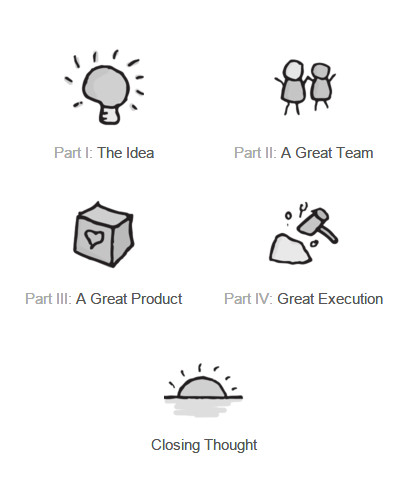 Part I: The Idea
Part II: A Great Team
Part III: A Great Product
Part IV: Great Execution
Closing Thought